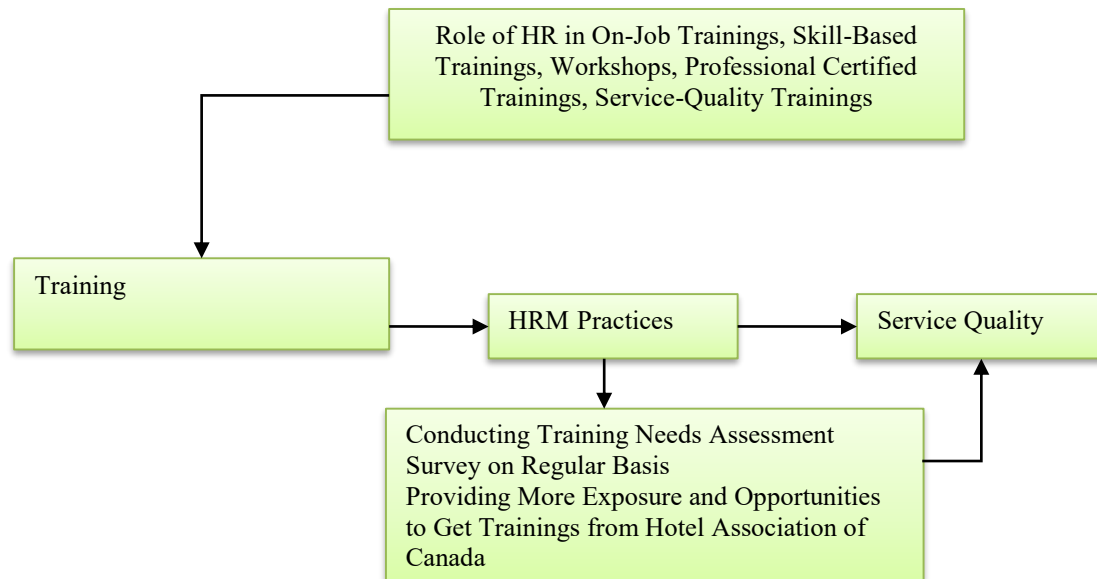 Role of HR in On-Job Trainings, Skill-Based
Trainings, Workshops, Professional Certified
Trainings, Service-Quality Trainings
Training
HRM Practices
Service Quality
Conducting Training Needs Assessment
Survey on Regular Basis
Providing More Exposure and Opportunities
to Get Trainings from Hotel Association of
Canada